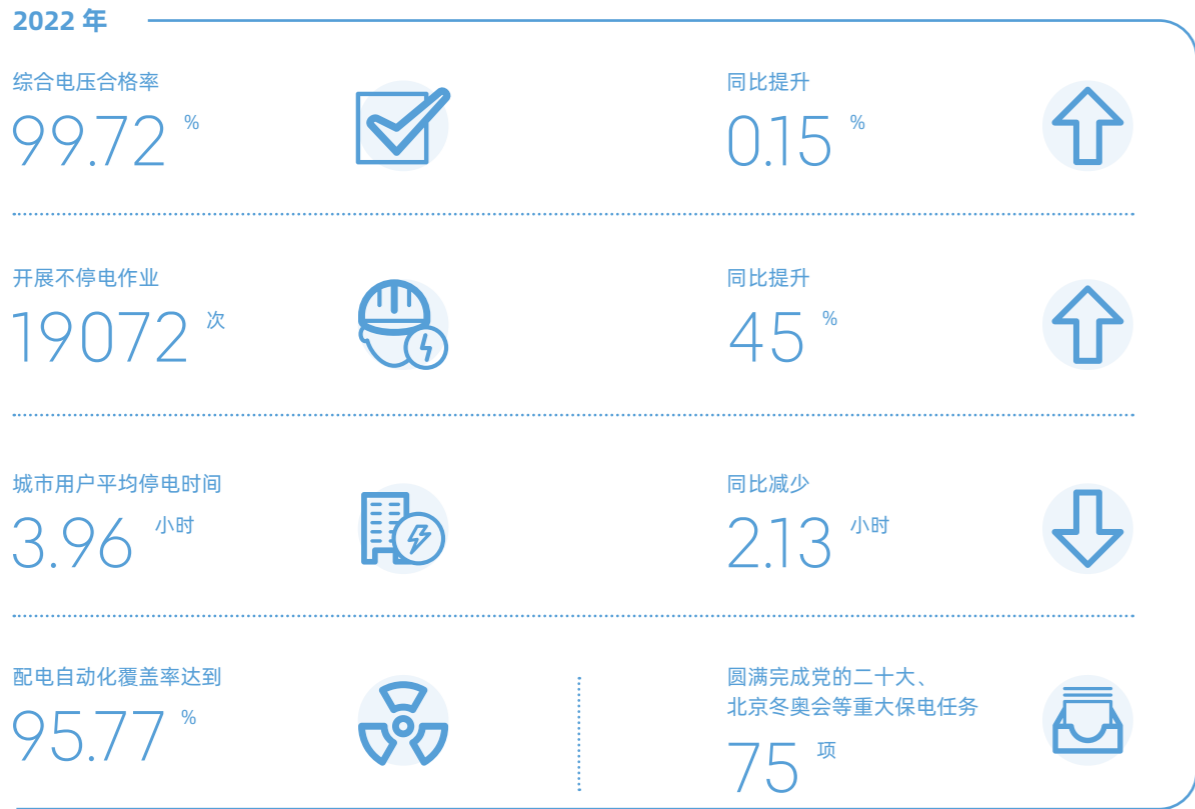 2022 年
综合电压合格率
99.72 %
同比提升
0.15 %
开展不停电作业
19072 次
同比提升
45 %
城市用户平均停电时间
3.96 小时
同比减少
2.13 小时
配电自动化覆盖率达到
95.77 %
圆满完成党的二十大、
北京冬奥会等重大保电任务
75 项